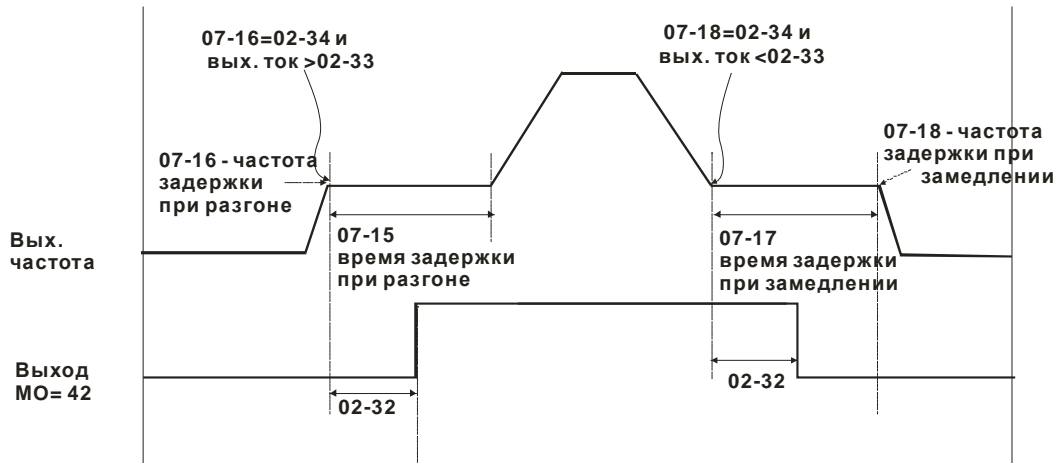 07-16=02-34 и
вых. ток >02-33
07-18=02-34 и
вых. ток <02-33
07-16 - частота
задержки
при разгоне
07-18 - частота
задержки при
замедлении
Вых.
частота
07-15
время задержки
при разгоне
07-17
время задержки
при замедлении
Выход
МО= 42
02-32
02-32